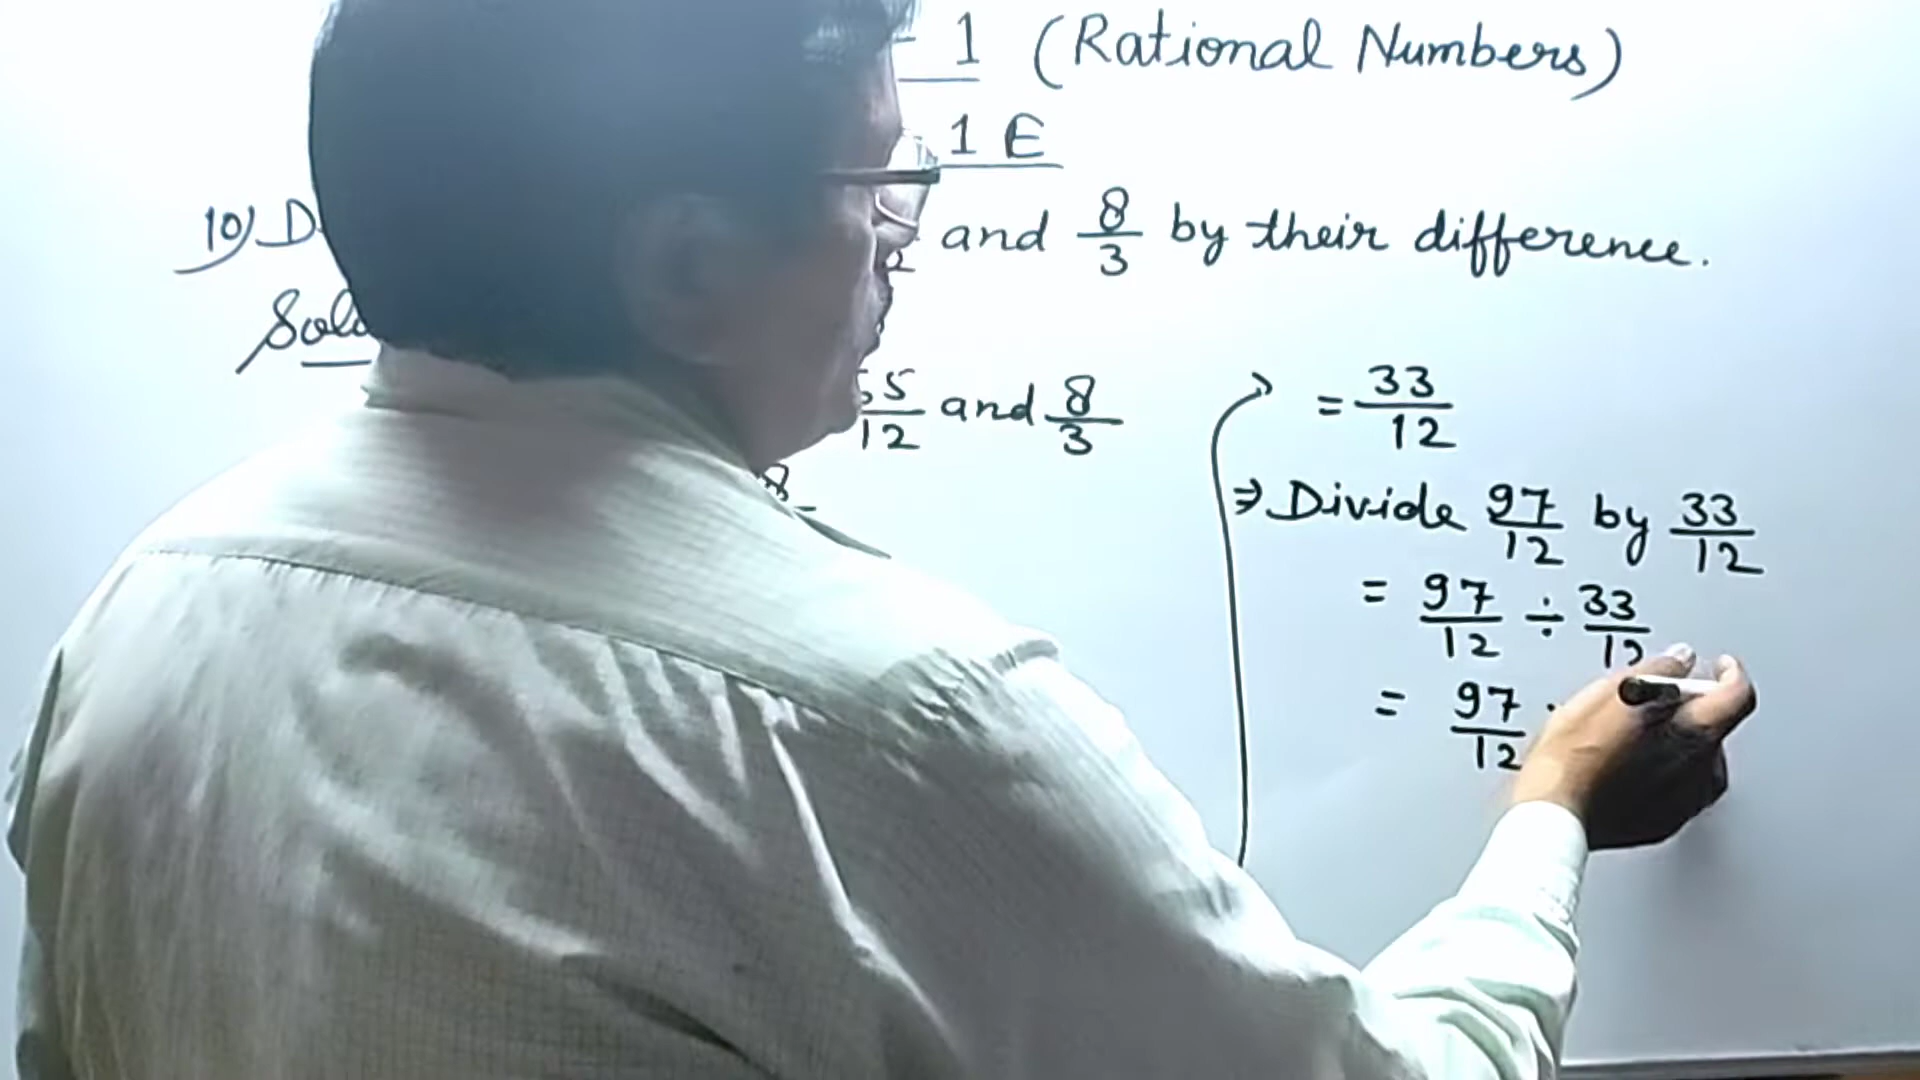 1 (Rational Numbers)
1 E
10) and 8/3 by their difference.
55/12 and 8/3
8
= 33/12
⇒ Divide 97/12 by 33/12
= 97/12 ÷ 33/12
= 97/12